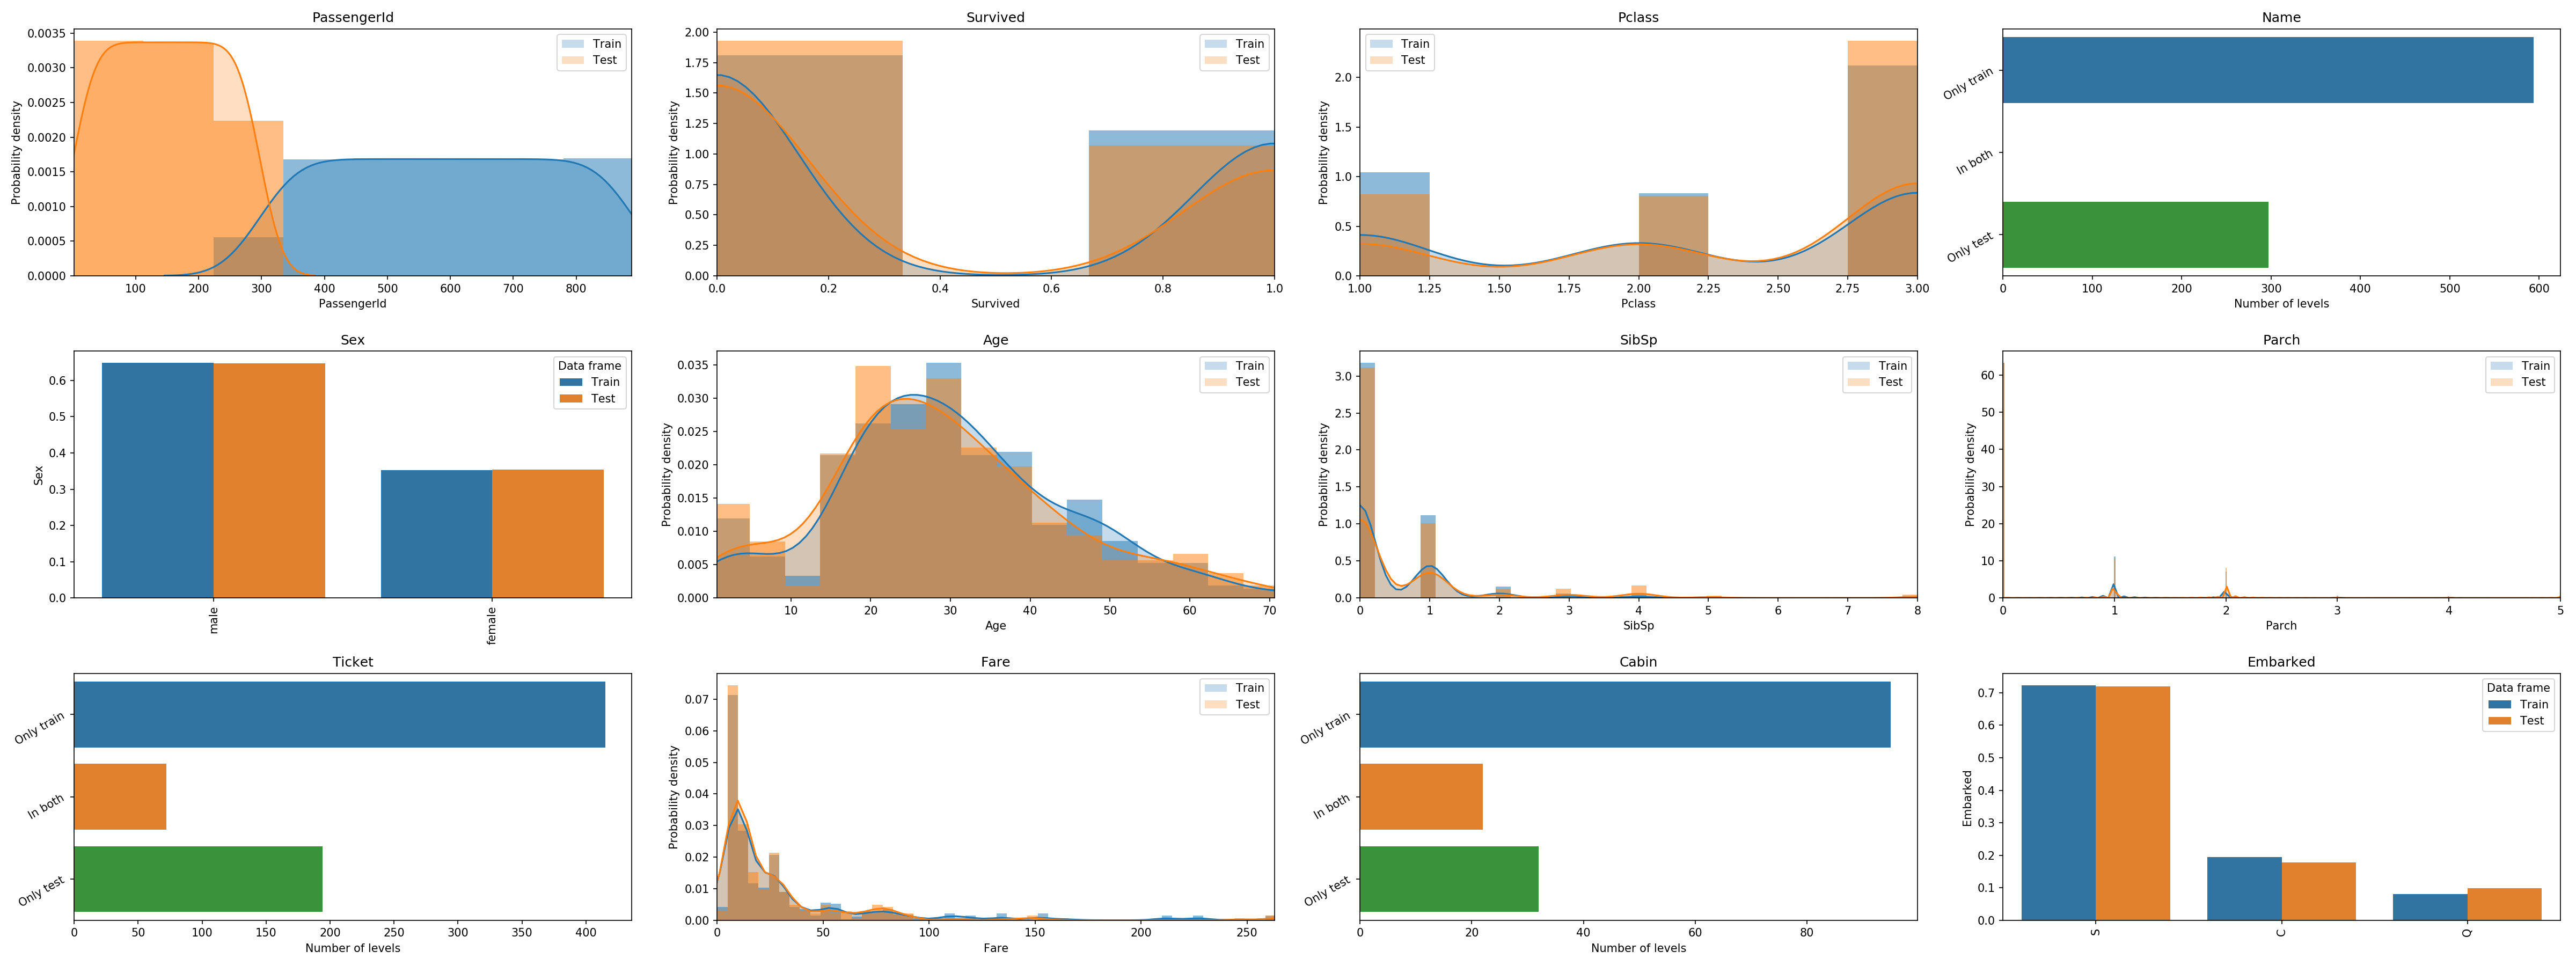 PassengerId
Probability density
0.0035
0.0030
0.0025
0.0020
0.0015
0.0010
0.0005
0.0000
Train
Test
100 200 300 400 500 600 700 800
PassengerId
Survived
Probability density
2.00
1.75
1.50
1.25
1.00
0.75
0.50
0.25
0.00
Train
Test
0.0 0.2 0.4 0.6 0.8 1.0
Survived
Pclass
Probability density
2.0
1.5
1.0
0.5
0.0
Train
Test
1.00 1.25 1.50 1.75 2.00 2.25 2.50 2.75 3.00
Pclass
Name
Only train
In both
Only test
0 100 200 300 400 500 600
Number of levels
Sex
Sex
0.6
0.5
0.4
0.3
0.2
0.1
0.0
Data frame
Train
Test
male
female
Age
Probability density
0.035
0.030
0.025
0.020
0.015
0.010
0.005
0.000
Train
Test
10 20 30 40 50 60 70
Age
SibSp
Probability density
3.0
2.5
2.0
1.5
1.0
0.5
0.0
Train
Test
0 1 2 3 4 5 6 7 8
SibSp
Parch
Probability density
60
50
40
30
20
10
0
Train
Test
0 1 2 3 4 5
Parch
Ticket
Only train
In both
Only test
0 50 100 150 200 250 300 350 400
Number of levels
Fare
Probability density
0.07
0.06
0.05
0.04
0.03
0.02
0.01
0.00
Train
Test
0 50 100 150 200 250
Fare
Cabin
Only train
In both
Only test
0 20 40 60 80
Number of levels
Embarked
Embarked
0.7
0.6
0.5
0.4
0.3
0.2
0.1
0.0
Data frame
Train
Test
S
C
Q